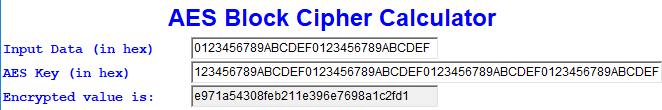 AES Block Cipher Calculator
Input Data (in hex) 0123456789ABCDEF0123456789ABCDEF
AES Key (in hex) 123456789ABCDEF0123456789ABCDEF0123456789ABCDEF0123456789ABCDEF
Encrypted value is: e971a54308feb211e396e7698a1c2fd1